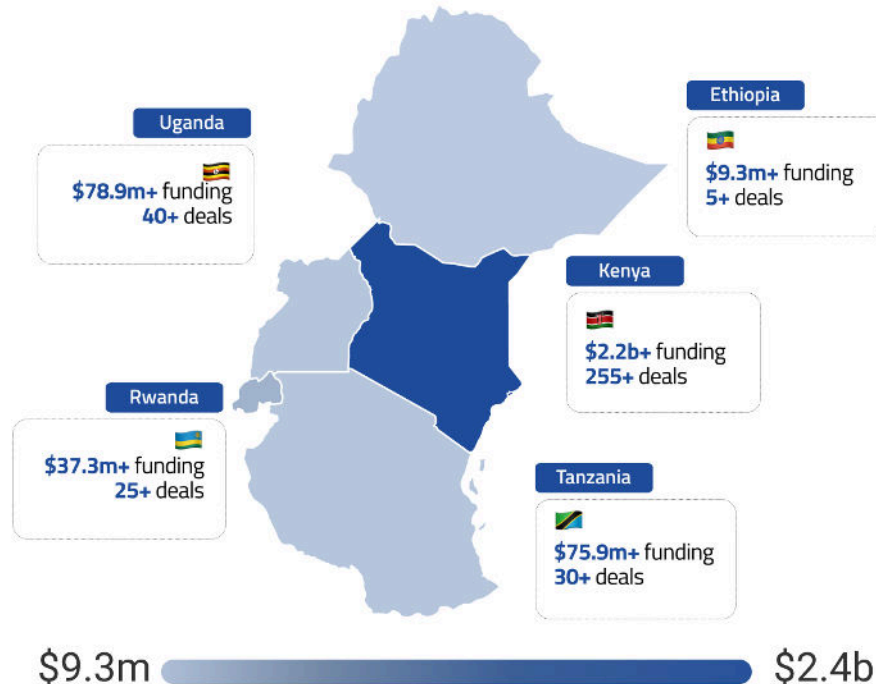 Uganda
$78.9m+ funding
40+ deals
Ethiopia
$9.3m+ funding
5+ deals
Kenya
$2.2b+ funding
255+ deals
Rwanda
$37.3m+ funding
25+ deals
Tanzania
$75.9m+ funding
30+ deals
$9.3m
$2.4b